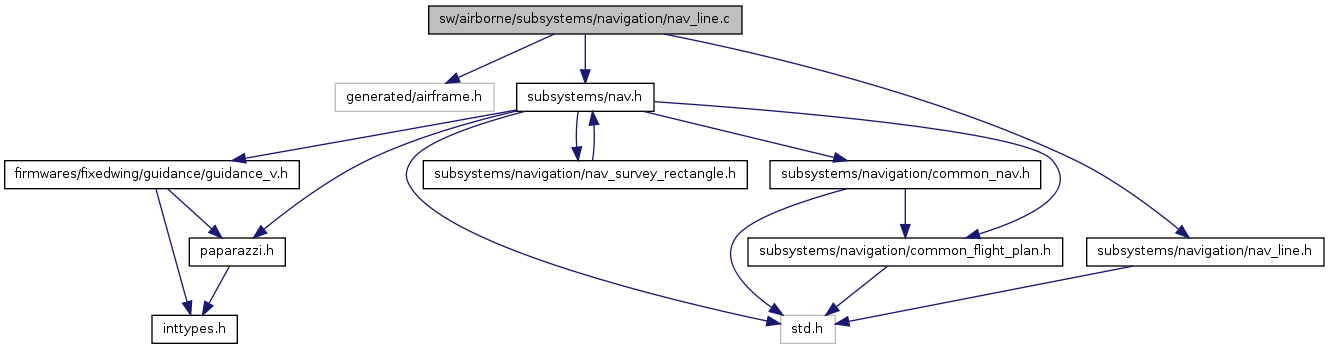 sw/airborne/subsystems/navigation/nav_line.c
generated/airframe.h
subsystems/nav.h
firmwares/fixedwing/guidance/guidance_v.h
subsystems/navigation/nav_survey_rectangle.h
subsystems/navigation/common_nav.h
paparazzi.h
subsystems/navigation/common_flight_plan.h
subsystems/navigation/nav_line.h
inttypes.h
std.h